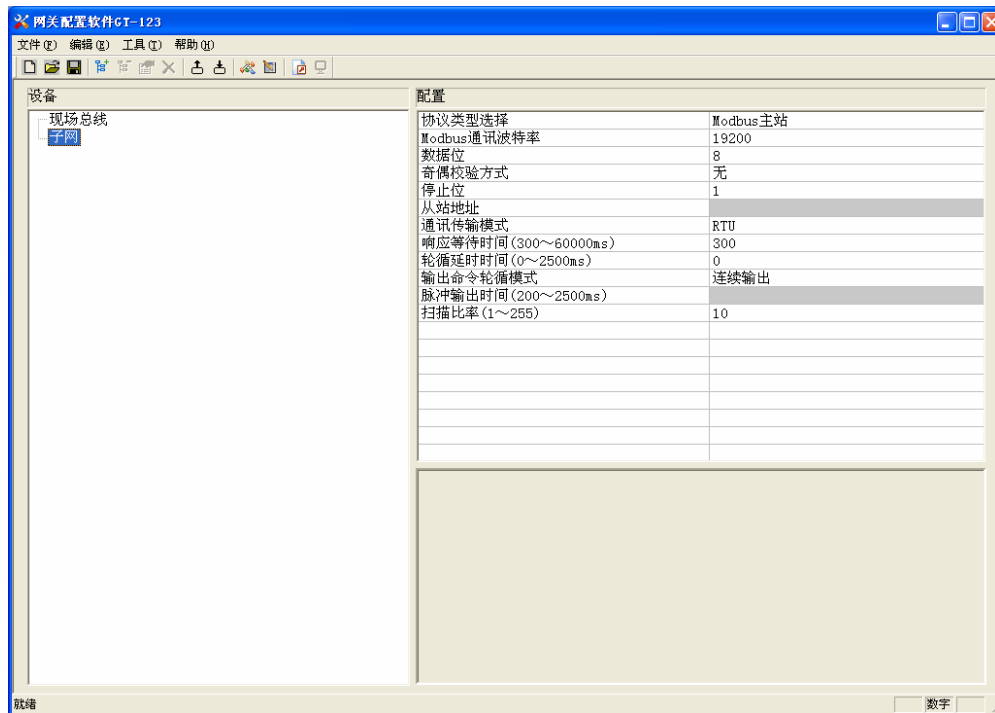 网关配置软件GT-123
文件(F) 编辑(E) 工具(T) 帮助(H)
设备
现场总线
子网
配置
协议类型选择 Modbus主站
Modbus通讯波特率 19200
数据位 8
奇偶校验方式 无
停止位 1
从站地址
通讯传输模式 RTU
响应等待时间(300～60000ms) 300
轮循延时时间(0～2500ms) 0
输出命令轮循模式 连续输出
脉冲输出时间(200～2500ms)
扫描比率(1～255) 10
就绪 数字